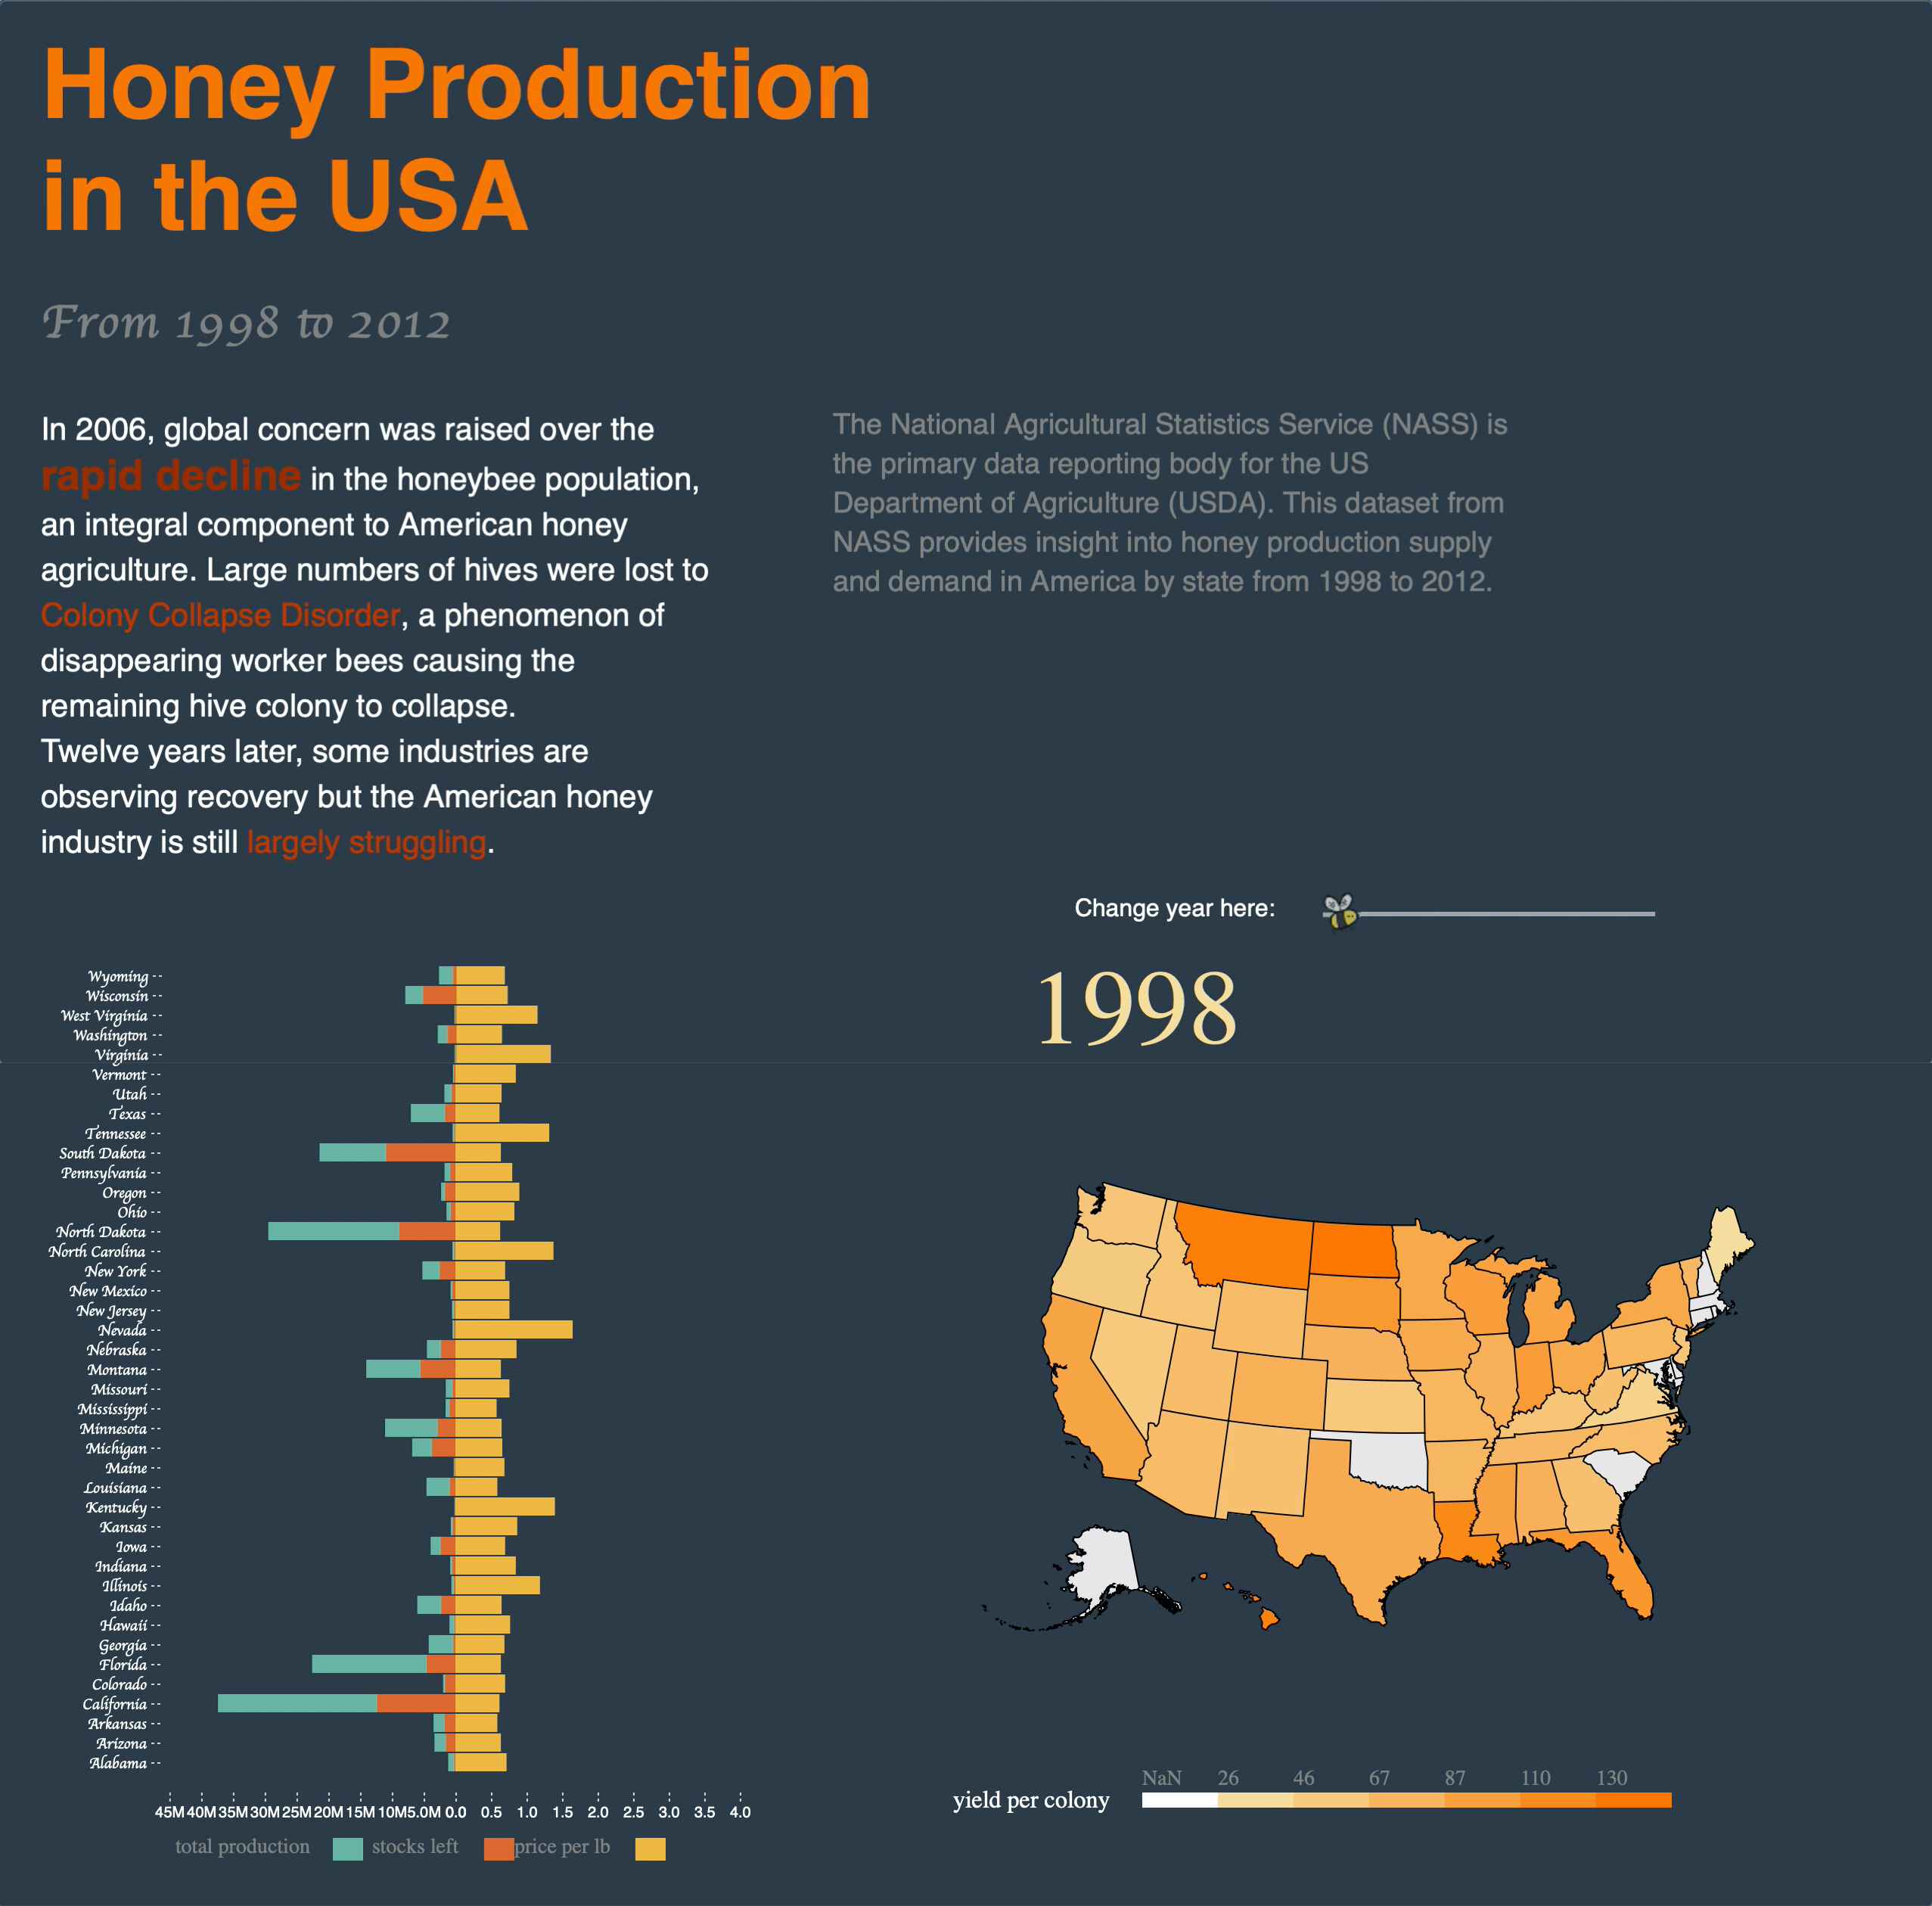 Honey Production
in the USA
From 1998 to 2012
In 2006, global concern was raised over the
rapid decline in the honeybee population,
an integral component to American honey
agriculture. Large numbers of hives were lost to
Colony Collapse Disorder, a phenomenon of
disappearing worker bees causing the
remaining hive colony to collapse.
Twelve years later, some industries are
observing recovery but the American honey
industry is still largely struggling.
The National Agricultural Statistics Service (NASS) is
the primary data reporting body for the US
Department of Agriculture (USDA). This dataset from
NASS provides insight into honey production supply
and demand in America by state from 1998 to 2012.
Change year here:
1998
Wyoming
Wisconsin
West Virginia
Washington
Virginia
Vermont
Utah
Texas
Tennessee
South Dakota
Pennsylvania
Oregon
Ohio
North Dakota
North Carolina
New York
New Mexico
New Jersey
Nevada
Nebraska
Montana
Missouri
Mississippi
Minnesota
Michigan
Maine
Louisiana
Kentucky
Kansas
Iowa
Indiana
Illinois
Idaho
Hawaii
Georgia
Florida
Colorado
California
Arkansas
Arizona
Alabama
45M 40M 35M 30M 25M 20M 15M 10M 5.0M 0.0 0.5 1.0 1.5 2.0 2.5 3.0 3.5 4.0
total production stocks left price per lb
NaN 26 46 67 87 110 130
yield per colony